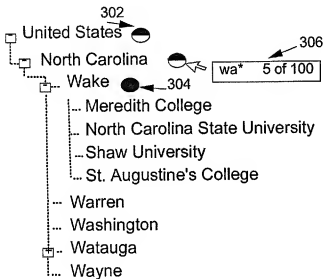 302
United States
306
North Carolina
wa* 5 of 100
Wake 304
Meredith College
North Carolina State University
Shaw University
St. Augustine's College
Warren
Washington
Watauga
Wayne